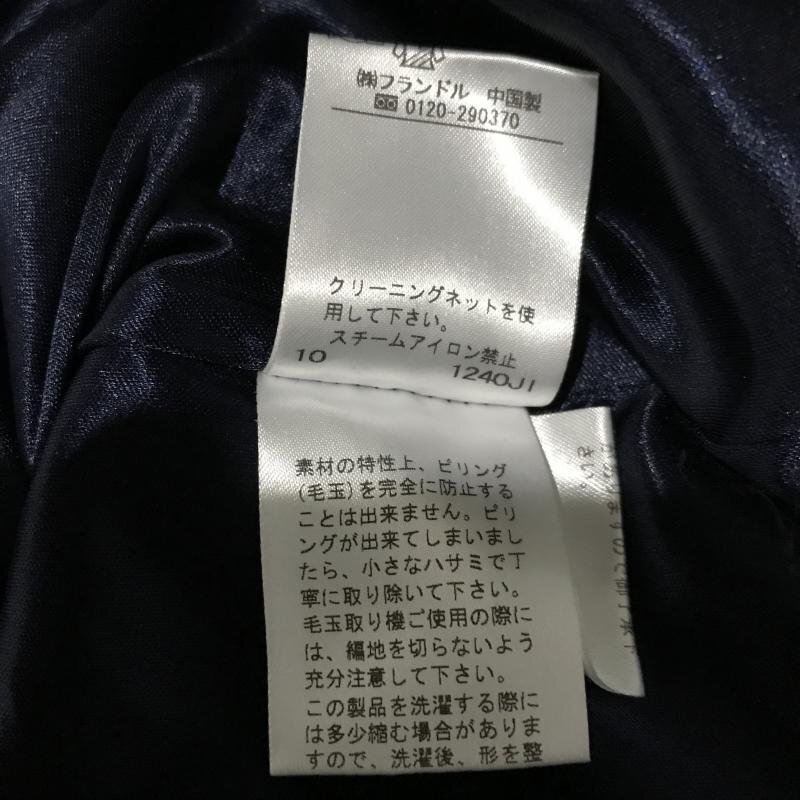 ㈱フランドル 中国製
0120-290370
クリーニングネットを使
用して下さい。
スチームアイロン禁止
10 1240JI
素材の特性上、ピリング
(毛玉)を完全に防止する
ことは出来ません。ピリ
ングが出来てしまいまし
たら、小さなハサミで丁
寧に取り除いて下さい。
毛玉取り機ご使用の際に
は、編地を切らないよう
充分注意して下さい。
この製品を洗濯する際に
は多少縮む場合がありま
すので、洗濯後、形を整
さい。